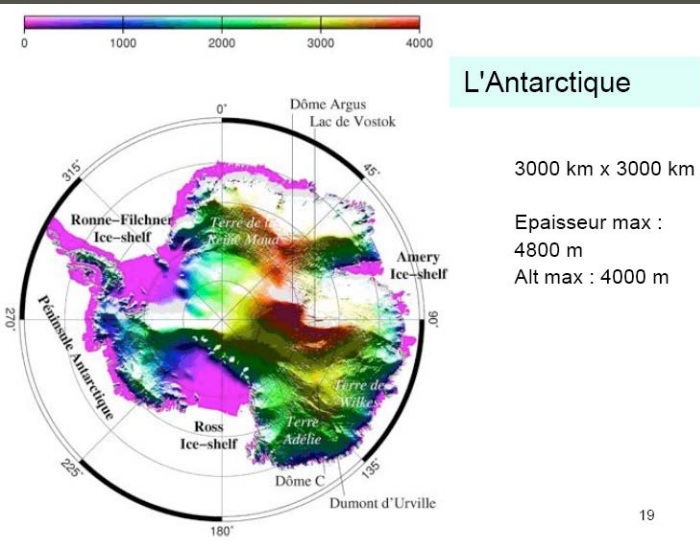 0 1000 2000 3000 4000
L'Antarctique
Dôme Argus
Lac de Vostok
0°
45°
315°
3000 km x 3000 km
Ronne–Filchner
Ice–shelf
Terre de la
Reine Maud
Epaisseur max :
4800 m
Alt max : 4000 m
Amery
Ice–shelf
270°
90°
Péninsule Antarctique
Terre de
Wilkes
Ross
Ice–shelf
Terre
Adélie
225°
135°
Dôme C
Dumont d'Urville
180°
19